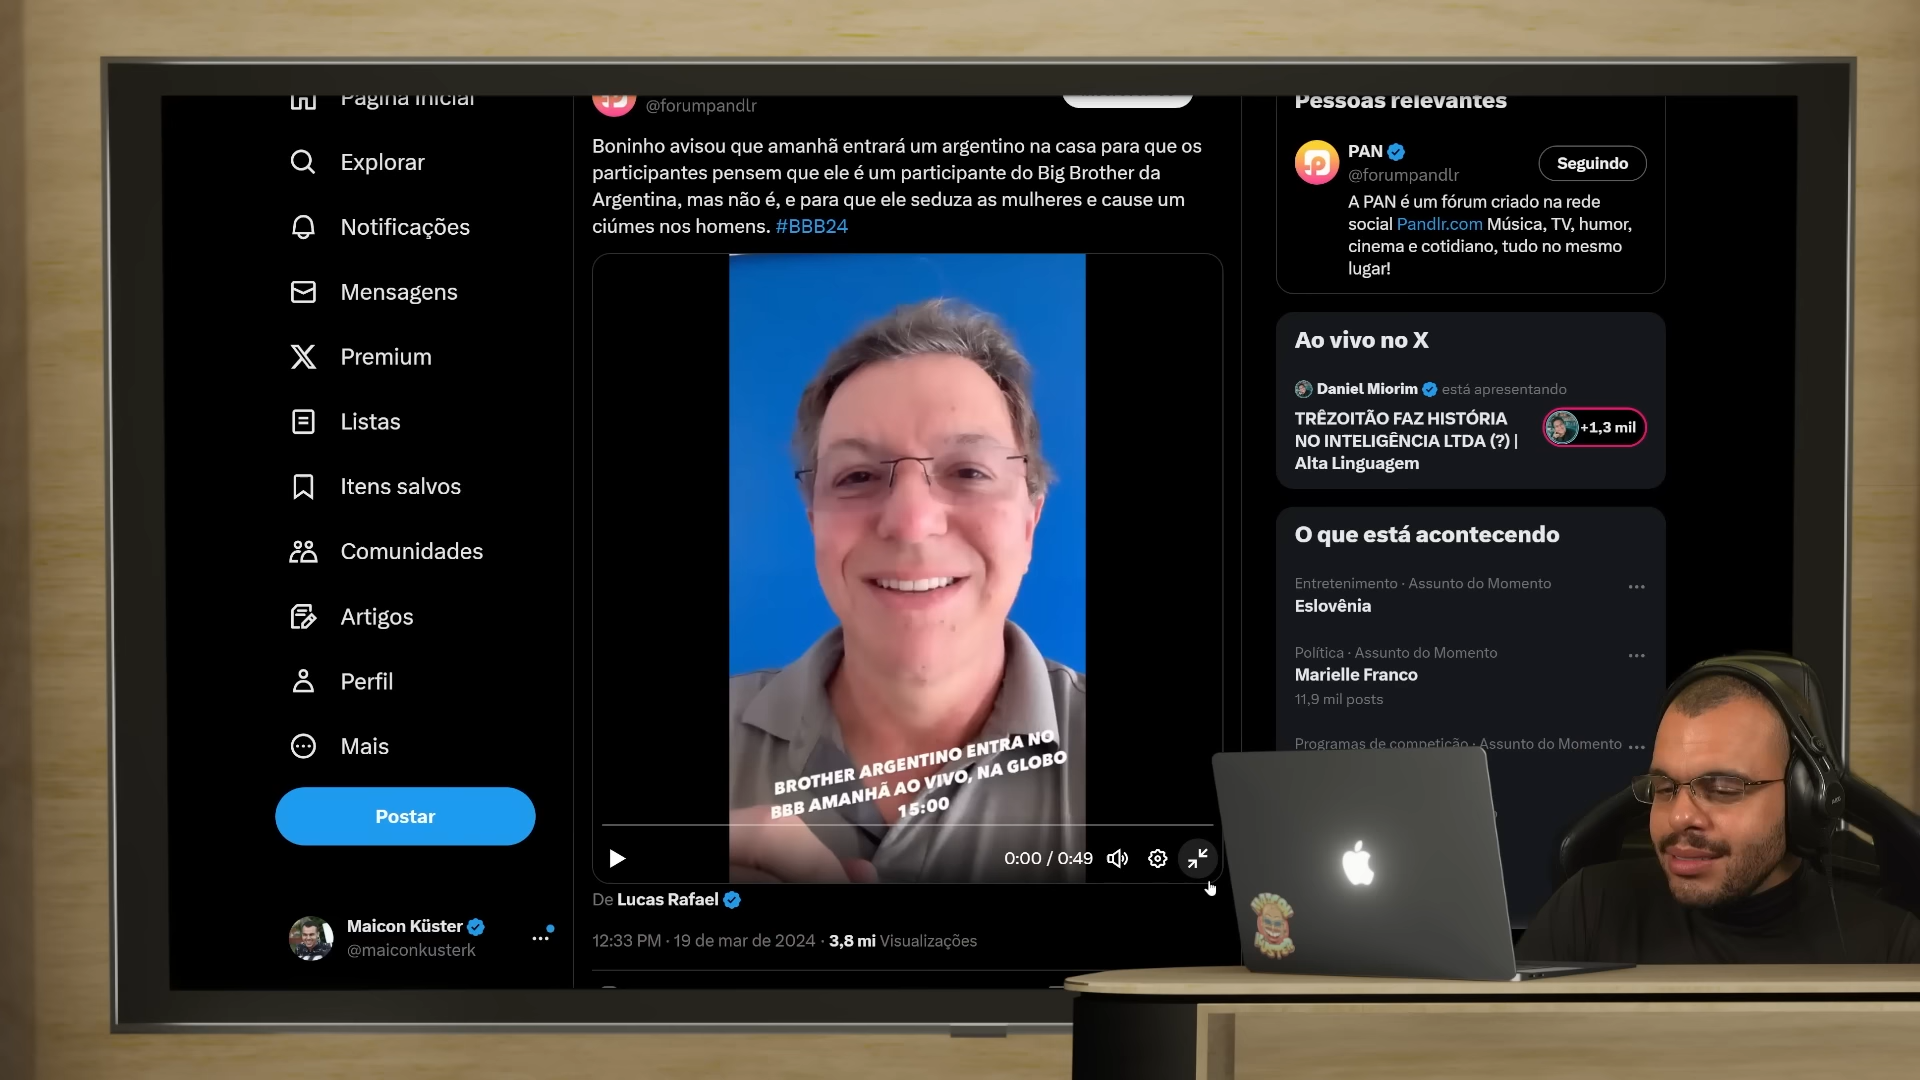 Página Inicial
Explorar
Notificações
Mensagens
Premium
Listas
Itens salvos
Comunidades
Artigos
Perfil
Mais
Postar
Maicon Küster
@maiconkusterk
@forumpandlr
Boninho avisou que amanhã entrará um argentino na casa para que os
participantes pensem que ele é um participante do Big Brother da
Argentina, mas não é, e para que ele seduza as mulheres e cause um
ciúmes nos homens. #BBB24
BROTHER ARGENTINO ENTRA NO
BBB AMANHÃ AO VIVO, NA GLOBO
15:00
0:00 / 0:49
De Lucas Rafael
12:33 PM · 19 de mar de 2024 · 3,8 mi Visualizações
Pessoas relevantes
PAN
@forumpandlr
Seguindo
A PAN é um fórum criado na rede
social Pandlr.com Música, TV, humor,
cinema e cotidiano, tudo no mesmo
lugar!
Ao vivo no X
Daniel Miorim está apresentando
TRÊZOITÃO FAZ HISTÓRIA
NO INTELIGÊNCIA LTDA (?) |
Alta Linguagem
+1,3 mil
O que está acontecendo
Entretenimento · Assunto do Momento
Eslovênia
Política · Assunto do Momento
Marielle Franco
11,9 mil posts
Programas de competição · Assunto do Momento